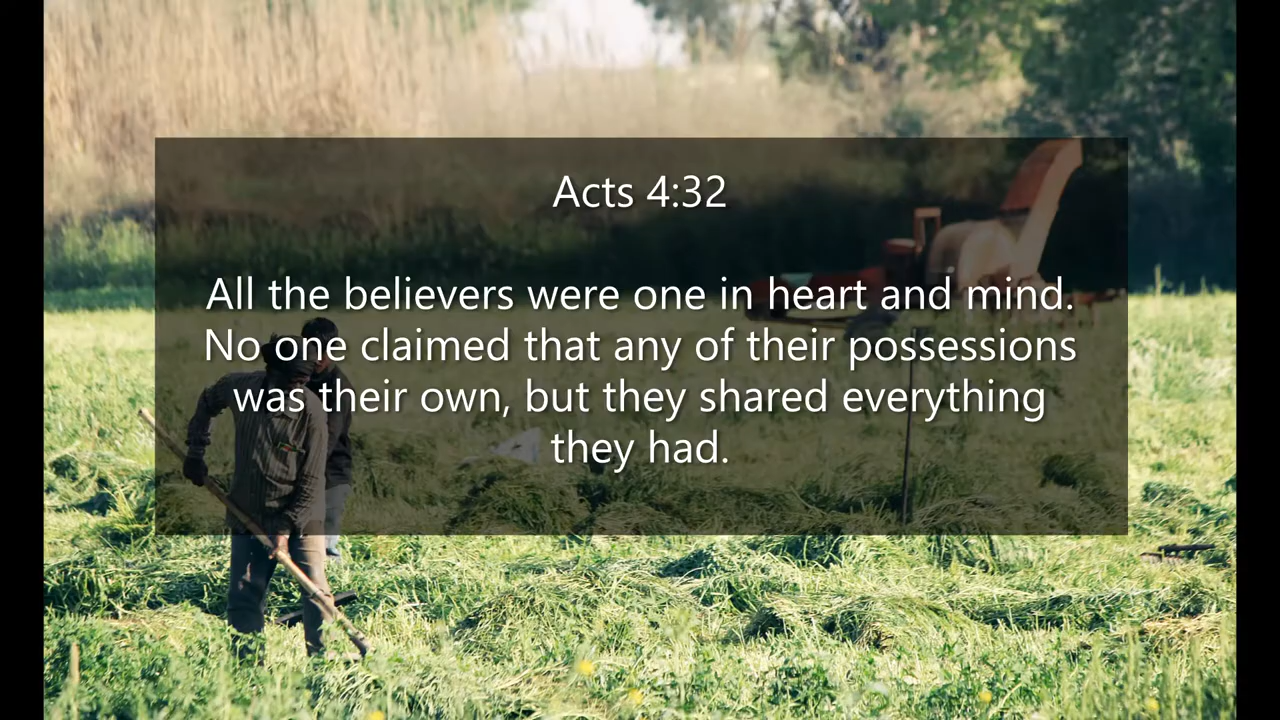 Acts 4:32
All the believers were one in heart and mind.
No one claimed that any of their possessions
was their own, but they shared everything
they had.